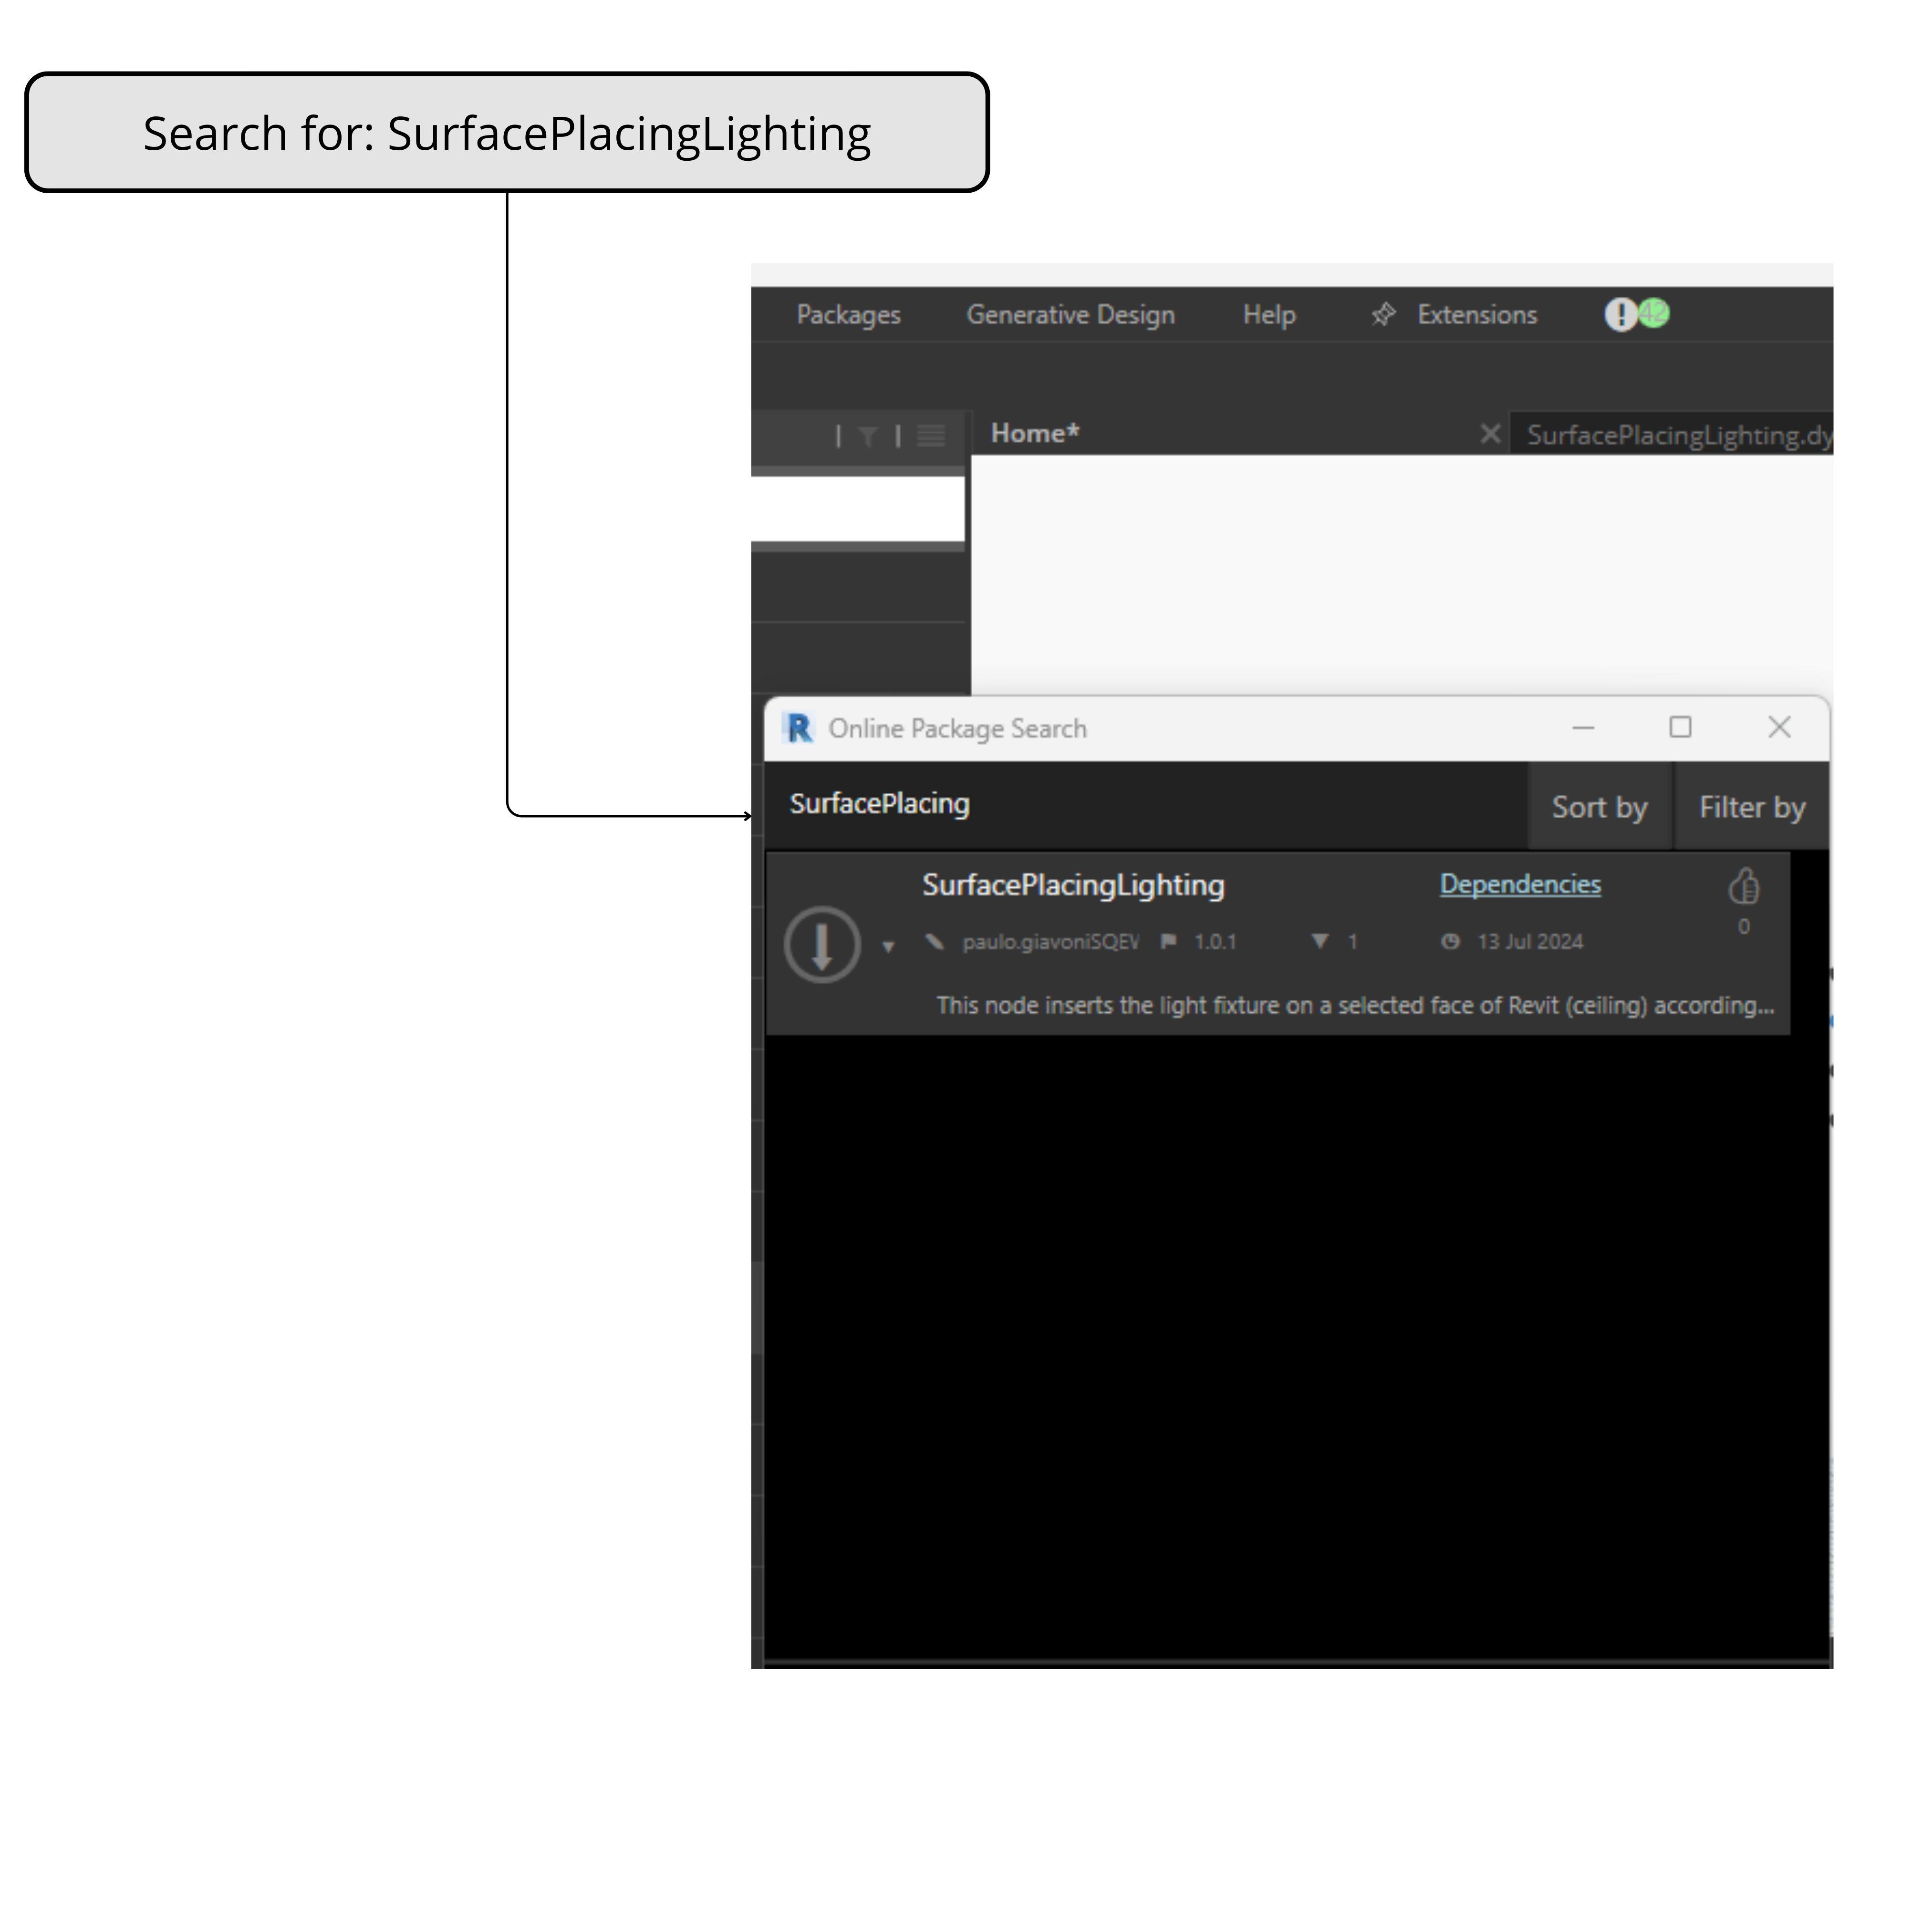 Search for: SurfacePlacingLighting
Packages Generative Design Help Extensions ! 42
Home* SurfacePlacingLighting.dy
R Online Package Search
SurfacePlacing Sort by Filter by
SurfacePlacingLighting Dependencies
paulo.giavoniSQEV 1.0.1 1 13 Jul 2024 0
This node inserts the light fixture on a selected face of Revit (ceiling) according...